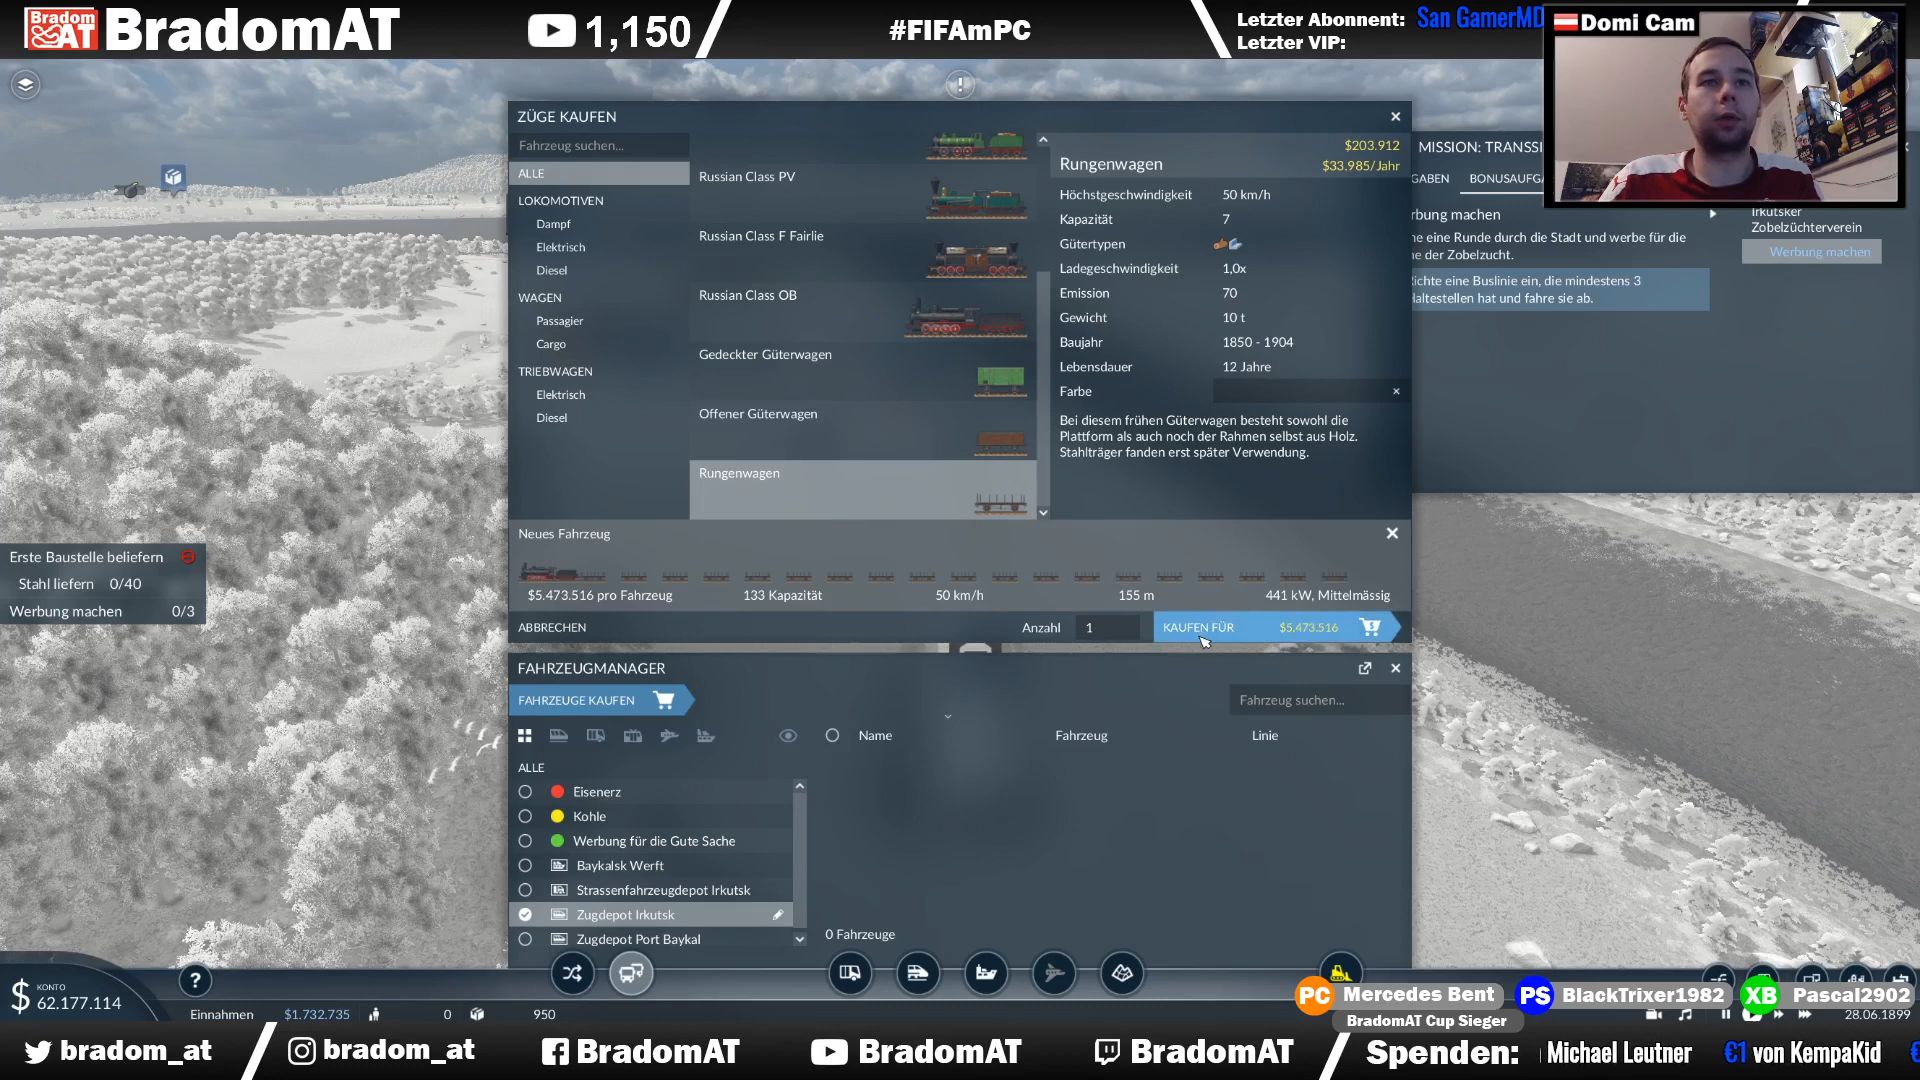 Bradom
AT
BradomAT
1,150
#FIFAmPC
Letzter Abonnent: San GamerMD
Letzter VIP:
Domi Cam
ZÜGE KAUFEN
Fahrzeug suchen...
ALLE
LOKOMOTIVEN
Dampf
Elektrisch
Diesel
WAGEN
Passagier
Cargo
TRIEBWAGEN
Elektrisch
Diesel
Russian Class PV
Russian Class F Fairlie
Russian Class OB
Gedeckter Güterwagen
Offener Güterwagen
Rungenwagen
Rungenwagen
$203.912
$33.985/Jahr
Höchstgeschwindigkeit 50 km/h
Kapazität 7
Gütertypen
Ladegeschwindigkeit 1,0x
Emission 70
Gewicht 10 t
Baujahr 1850 - 1904
Lebensdauer 12 Jahre
Farbe
Bei diesem frühen Güterwagen besteht sowohl die
Plattform als auch noch der Rahmen selbst aus Holz.
Stahlträger fanden erst später Verwendung.
MISSION: TRANSSI
GABEN BONUSAUFGA
rbung machen
ne eine Runde durch die Stadt und werbe für die
ne der Zobelzucht.
ichte eine Buslinie ein, die mindestens 3
Haltestellen hat und fahre sie ab.
Irkutsker
Zobelzüchterverein
Werbung machen
Erste Baustelle beliefern
Stahl liefern 0/40
Werbung machen 0/3
Neues Fahrzeug
$5.473.516 pro Fahrzeug 133 Kapazität 50 km/h 155 m 441 kW, Mittelmässig
ABBRECHEN Anzahl 1 KAUFEN FÜR $5.473.516
FAHRZEUGMANAGER
FAHRZEUGE KAUFEN
Fahrzeug suchen...
Name Fahrzeug Linie
ALLE
Eisenerz
Kohle
Werbung für die Gute Sache
Baykalsk Werft
Strassenfahrzeugdepot Irkutsk
Zugdepot Irkutsk
Zugdepot Port Baykal
0 Fahrzeuge
$ KONTO
62.177.114
?
Einnahmen $1.732.735 0 950
PC Mercedes Bent PS BlackTrixer1982 XB Pascal2902
BradomAT Cup Sieger
28.06.1899
bradom_at bradom_at BradomAT BradomAT BradomAT Spenden: Michael Leutner €1 von KempaKid